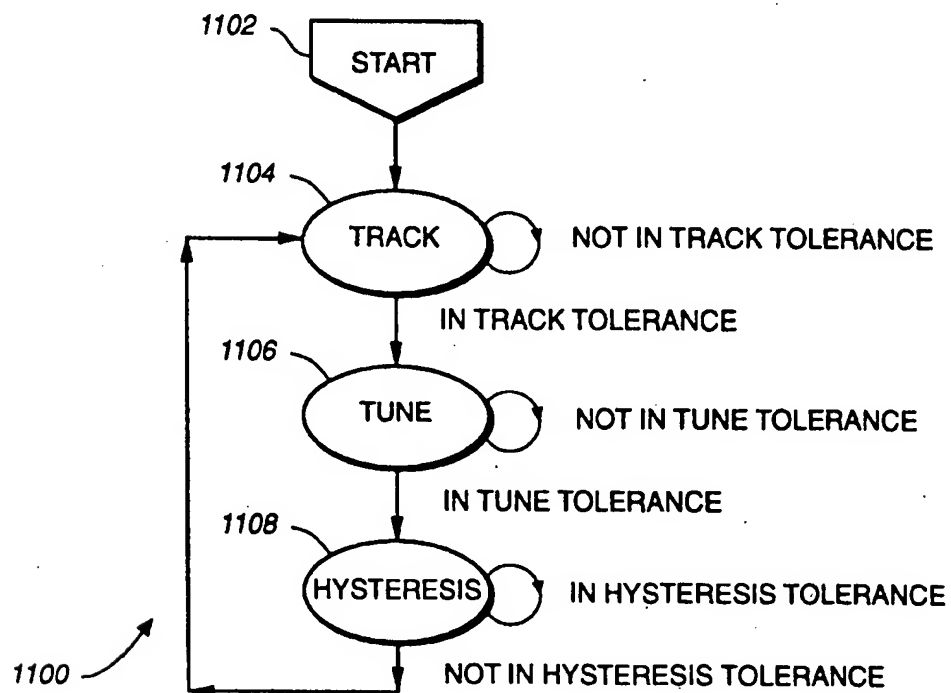 1102
START
1104
TRACK
NOT IN TRACK TOLERANCE
IN TRACK TOLERANCE
1106
TUNE
NOT IN TUNE TOLERANCE
IN TUNE TOLERANCE
1108
HYSTERESIS
IN HYSTERESIS TOLERANCE
1100
NOT IN HYSTERESIS TOLERANCE